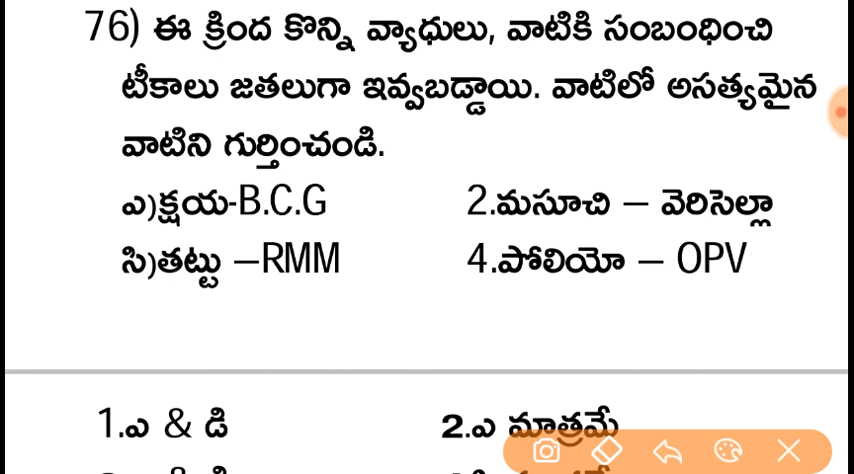 76) ఈ క్రింద కొన్ని వ్యాధులు, వాటికి సంబంధించి
టీకాలు జతలుగా ఇవ్వబడ్డాయి. వాటిలో అసత్యమైన
వాటిని గుర్తించండి.
ఎ)క్షయ-B.C.G 2.మసూచి – వెరిసెల్లా
సి)తట్టు –RMM 4.పోలియో – OPV
1.ఎ & డి 2.ఎ మాత్రమే